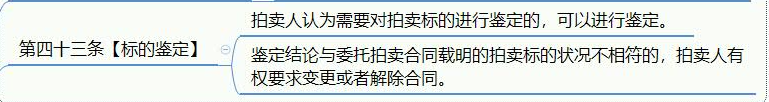 拍卖人认为需要对拍卖标的进行鉴定的，可以进行鉴定。
第四十三条【标的鉴定】
鉴定结论与委托拍卖合同载明的拍卖标的状况不相符的，拍卖人有
权要求变更或者解除合同。